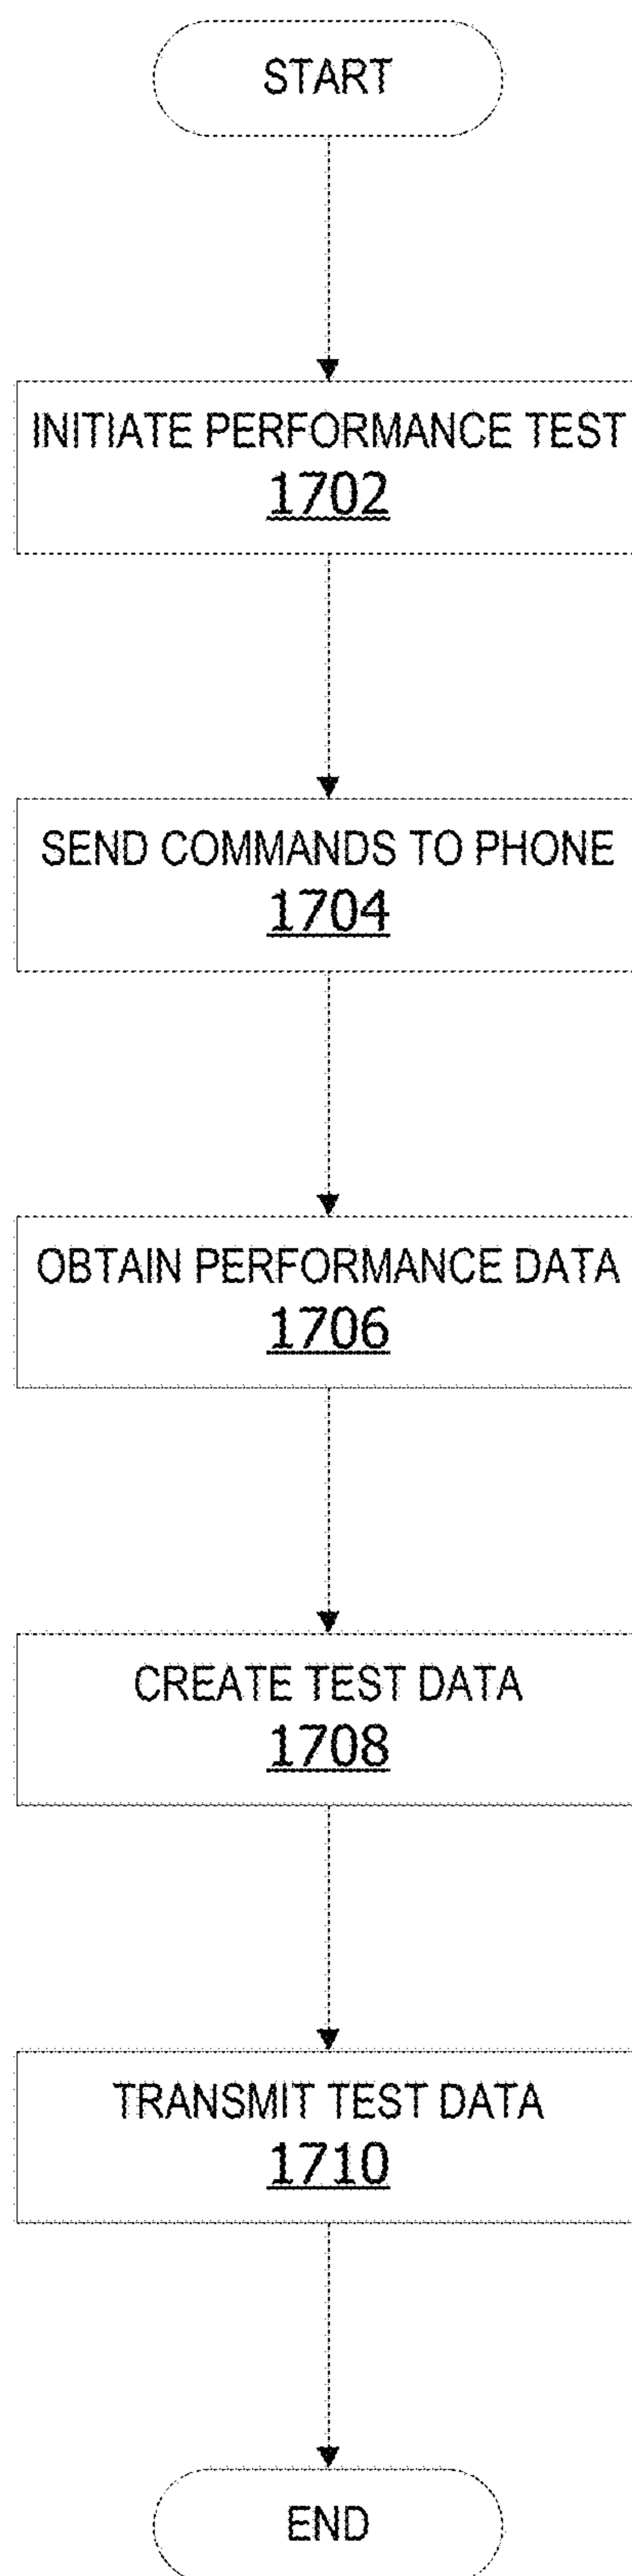 START
INITIATE PERFORMANCE TEST
1702
SEND COMMANDS TO PHONE
1704
OBTAIN PERFORMANCE DATA
1706
CREATE TEST DATA
1708
TRANSMIT TEST DATA
1710
END